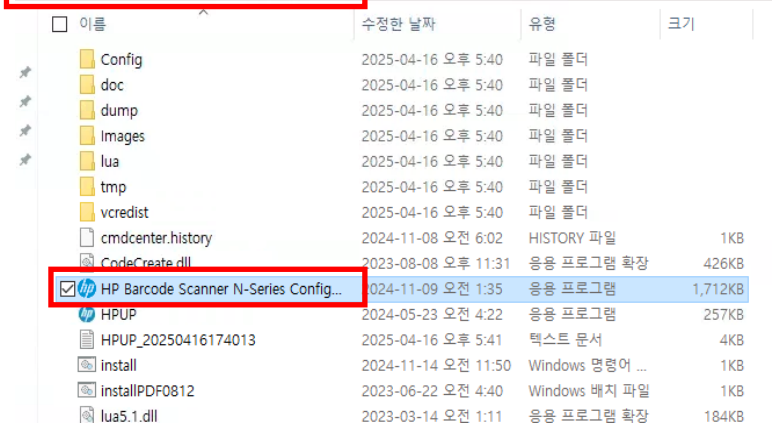 이름 수정한 날짜 유형 크기
Config 2025-04-16 오후 5:40 파일 폴더
doc 2025-04-16 오후 5:40 파일 폴더
dump 2025-04-16 오후 5:40 파일 폴더
Images 2025-04-16 오후 5:40 파일 폴더
lua 2025-04-16 오후 5:40 파일 폴더
tmp 2025-04-16 오후 5:40 파일 폴더
vcredist 2025-04-16 오후 5:40 파일 폴더
cmdcenter.history 2024-11-08 오전 6:02 HISTORY 파일 1KB
CodeCreate.dll 2023-08-08 오후 11:31 응용 프로그램 확장 426KB
hp HP Barcode Scanner N-Series Config... 2024-11-09 오전 1:35 응용 프로그램 1,712KB
hp HPUP 2024-05-23 오전 4:22 응용 프로그램 257KB
HPUP_20250416174013 2025-04-16 오후 5:41 텍스트 문서 4KB
install 2024-11-14 오전 11:50 Windows 명령어 ... 1KB
installPDF0812 2023-06-22 오전 4:40 Windows 배치 파일 1KB
lua5.1.dll 2023-03-14 오전 1:11 응용 프로그램 확장 184KB